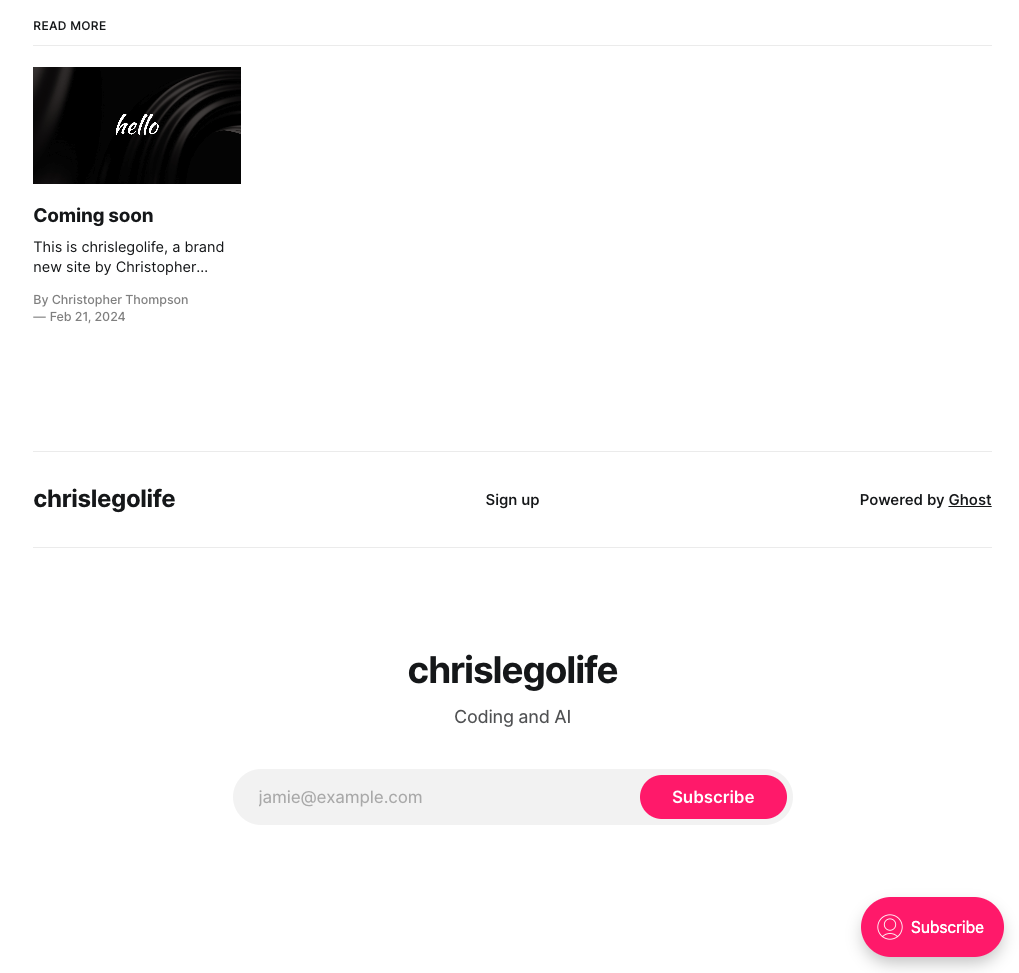 READ MORE
hello
Coming soon
This is chrislegolife, a brand
new site by Christopher...
By Christopher Thompson
— Feb 21, 2024
chrislegolife
Sign up
Powered by Ghost
chrislegolife
Coding and AI
jamie@example.com
Subscribe
Subscribe